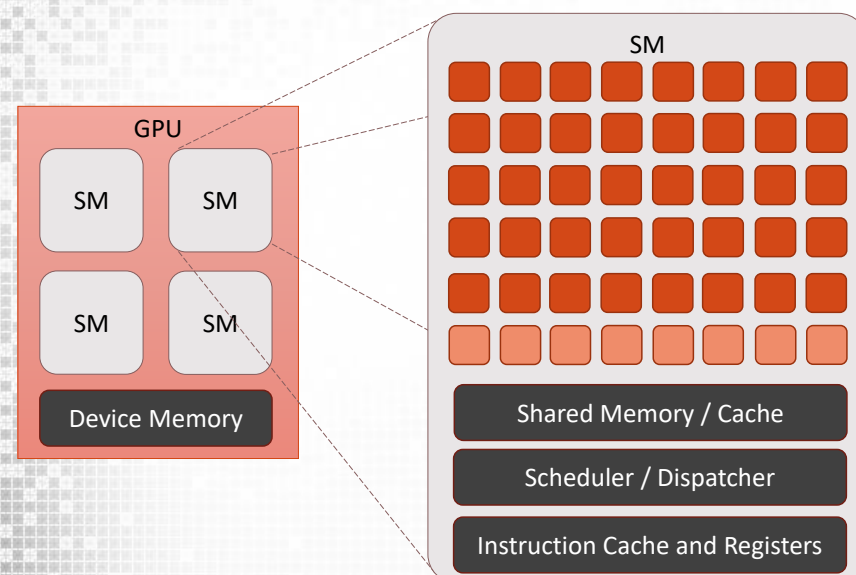 GPU
SM
SM
SM
SM
Device Memory
SM
Shared Memory / Cache
Scheduler / Dispatcher
Instruction Cache and Registers